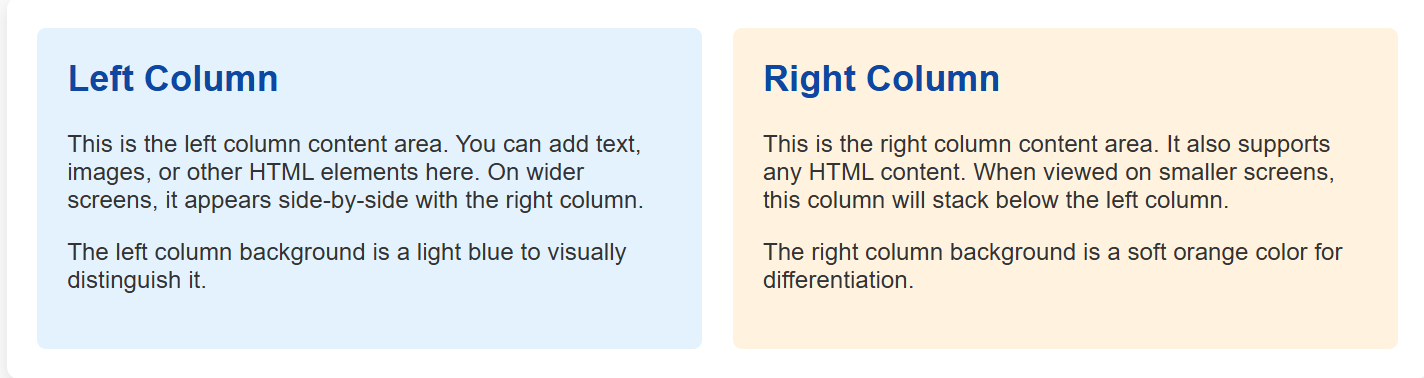 Left Column
This is the left column content area. You can add text,
images, or other HTML elements here. On wider
screens, it appears side-by-side with the right column.
The left column background is a light blue to visually
distinguish it.
Right Column
This is the right column content area. It also supports
any HTML content. When viewed on smaller screens,
this column will stack below the left column.
The right column background is a soft orange color for
differentiation.